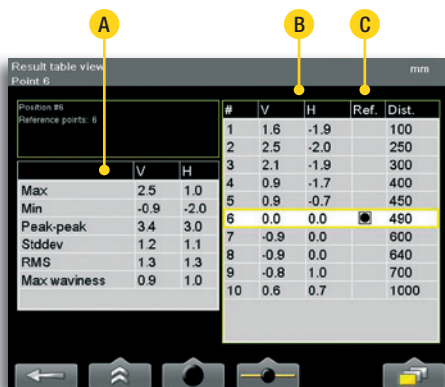 A B C
Result table view mm
Point 6
Position #6
Reference points: 6
V H
Max 2.5 1.0
Min -0.9 -2.0
Peak-peak 3.4 3.0
Stddev 1.2 1.1
RMS 1.3 1.3
Max waviness 0.9 1.0
# V H Ref. Dist.
1 1.6 -1.9 100
2 2.5 -2.0 250
3 2.1 -1.9 300
4 0.9 -1.7 400
5 0.9 -0.7 450
6 0.0 0.0 490
7 -0.9 0.0 600
8 -0.9 0.0 640
9 -0.8 1.0 700
10 0.6 0.7 1000